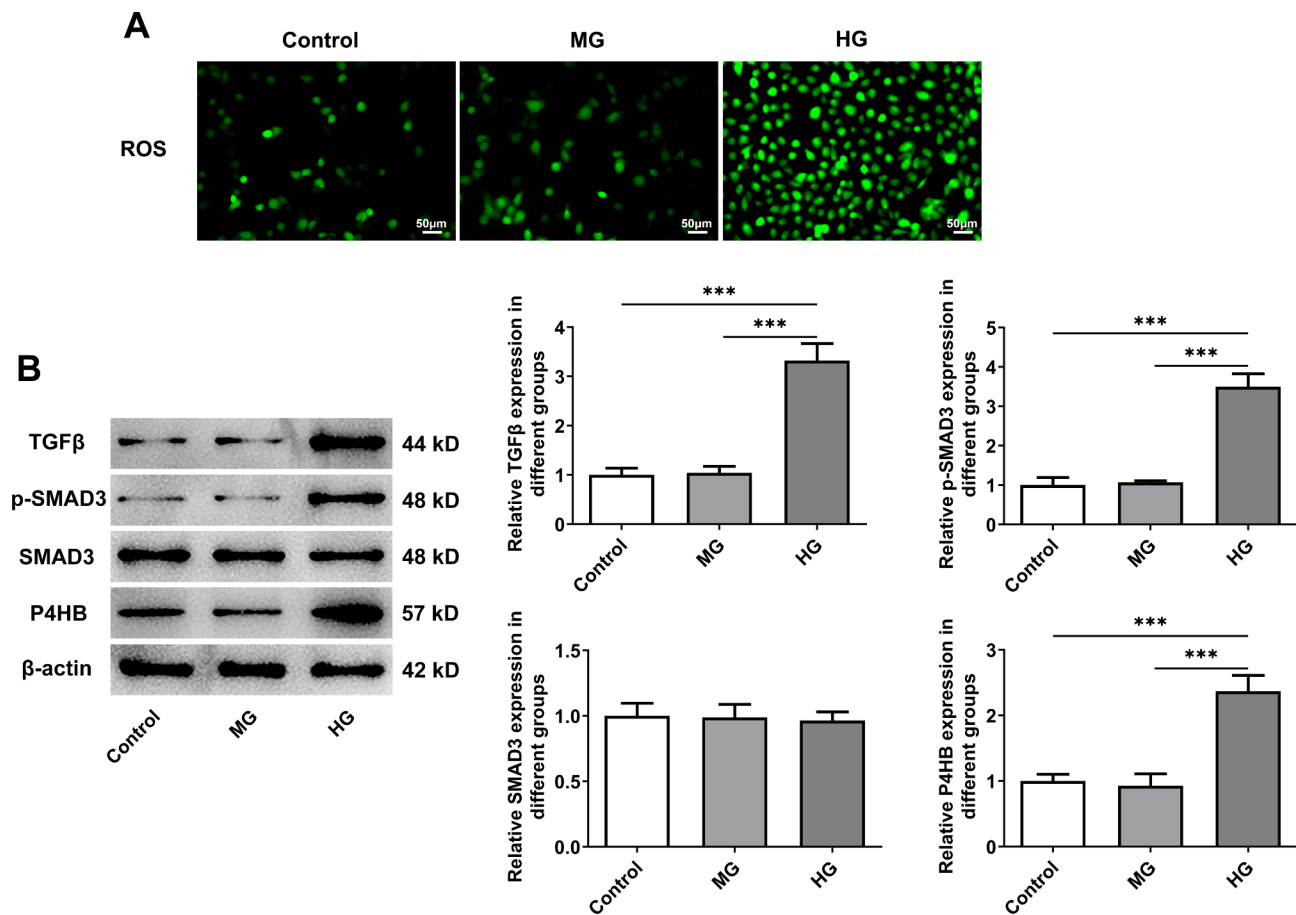 A
Control
MG
HG
ROS
50μm
50μm
50μm
B
TGFβ
44 kD
p-SMAD3
48 kD
SMAD3
48 kD
P4HB
57 kD
β-actin
42 kD
Control
MG
HG
Relative TGFβ expression in
different groups
4
3
2
1
0
***
***
Control
MG
HG
Relative p-SMAD3 expression in
different groups
5
4
3
2
1
0
***
***
Control
MG
HG
Relative SMAD3 expression in
different groups
1.5
1.0
0.5
0.0
Control
MG
HG
Relative P4HB expression in
different groups
3
2
1
0
***
***
Control
MG
HG